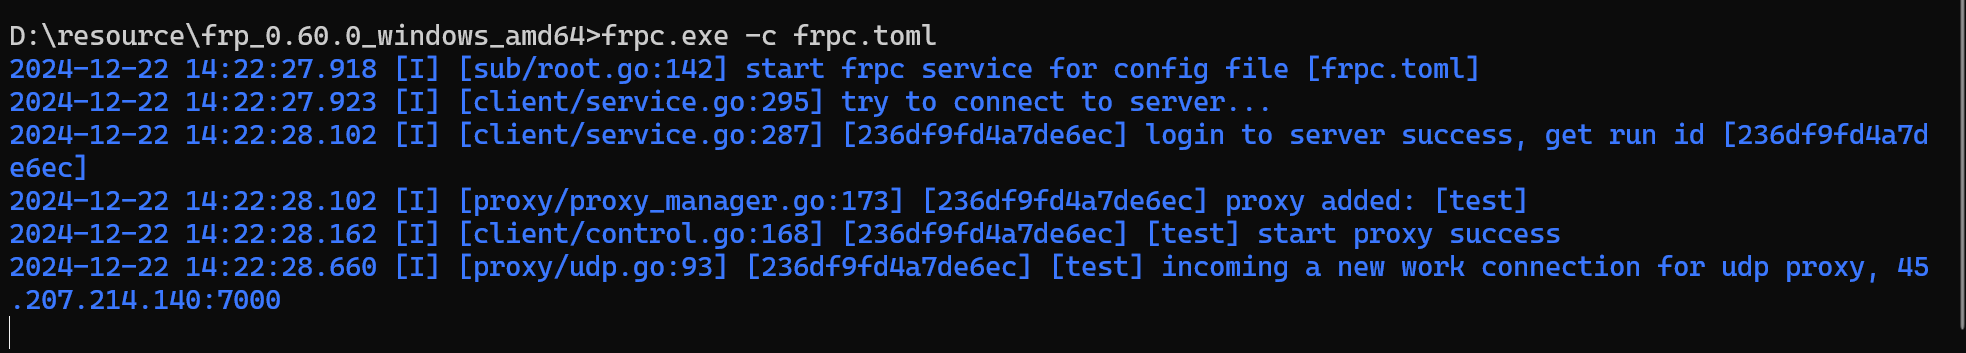 D:\resource\frp_0.60.0_windows_amd64>frpc.exe -c frpc.toml
2024-12-22 14:22:27.918 [I] [sub/root.go:142] start frpc service for config file [frpc.toml]
2024-12-22 14:22:27.923 [I] [client/service.go:295] try to connect to server...
2024-12-22 14:22:28.102 [I] [client/service.go:287] [236df9fd4a7de6ec] login to server success, get run id [236df9fd4a7d
e6ec]
2024-12-22 14:22:28.102 [I] [proxy/proxy_manager.go:173] [236df9fd4a7de6ec] proxy added: [test]
2024-12-22 14:22:28.162 [I] [client/control.go:168] [236df9fd4a7de6ec] [test] start proxy success
2024-12-22 14:22:28.660 [I] [proxy/udp.go:93] [236df9fd4a7de6ec] [test] incoming a new work connection for udp proxy, 45
.207.214.140:7000